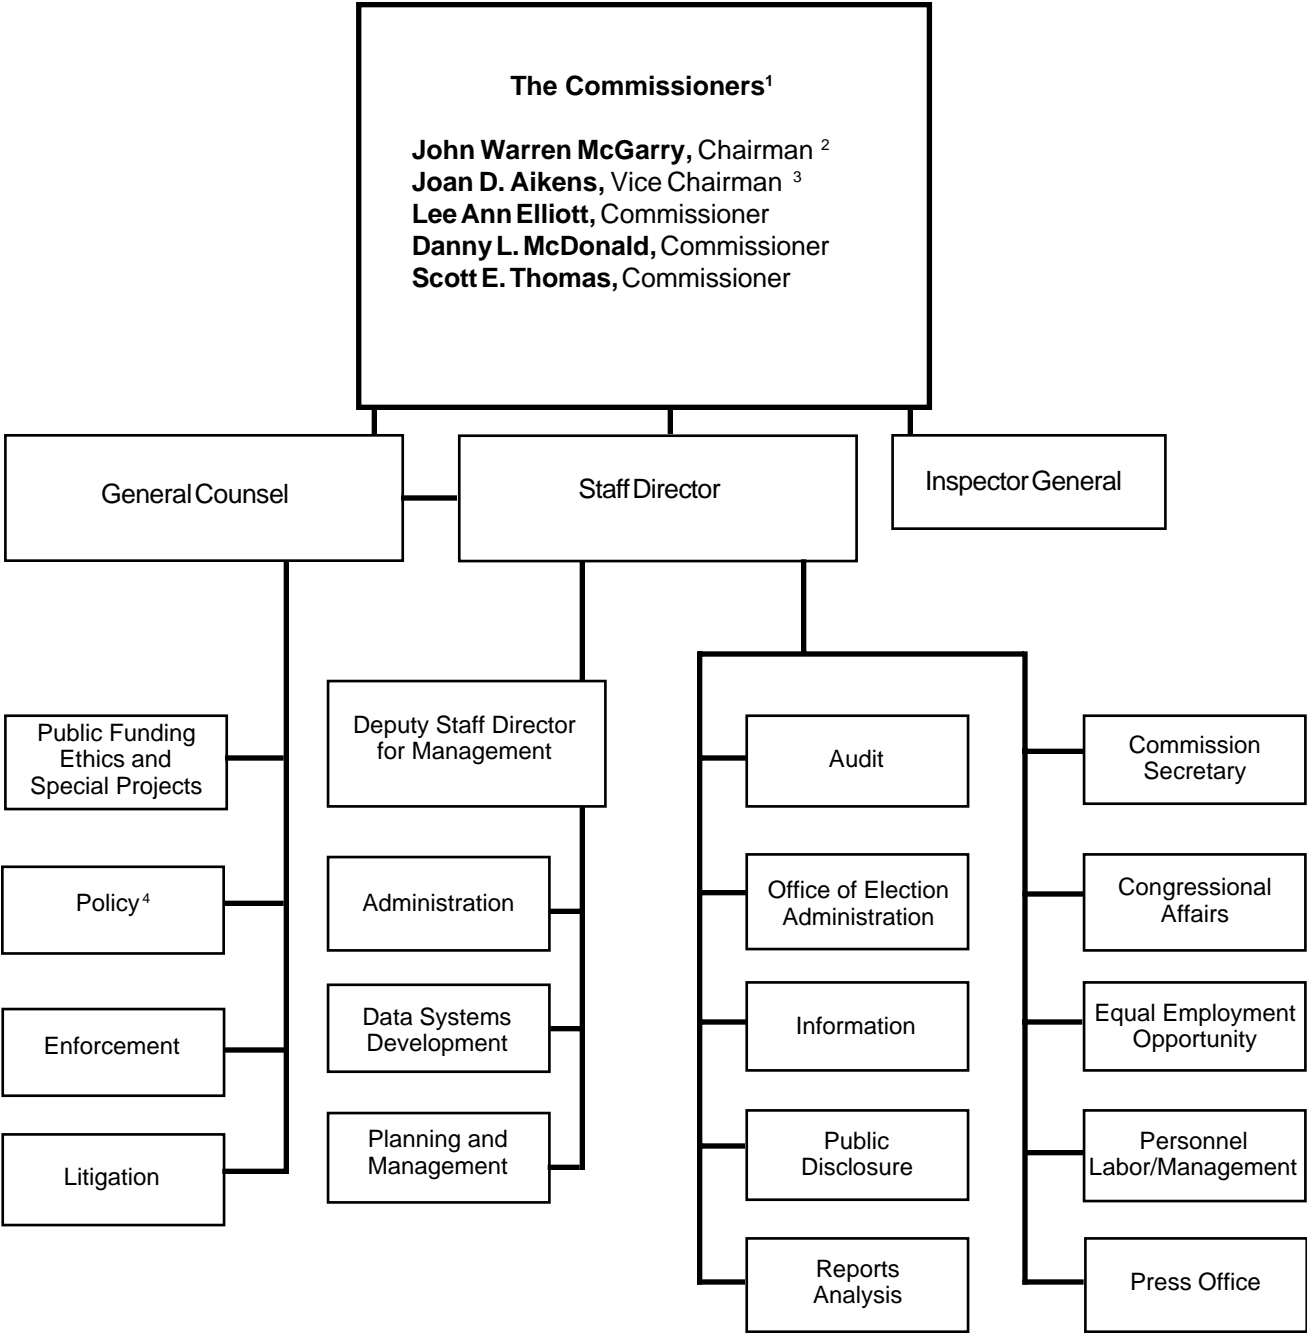 The Commissioners¹
John Warren McGarry, Chairman ²
Joan D. Aikens, Vice Chairman ³
Lee Ann Elliott, Commissioner
Danny L. McDonald, Commissioner
Scott E. Thomas, Commissioner
General Counsel
Staff Director
Inspector General
Public Funding
Ethics and
Special Projects
Policy ⁴
Enforcement
Litigation
Deputy Staff Director
for Management
Administration
Data Systems
Development
Planning and
Management
Audit
Office of Election
Administration
Information
Public
Disclosure
Reports
Analysis
Commission
Secretary
Congressional
Affairs
Equal Employment
Opportunity
Personnel
Labor/Management
Press Office